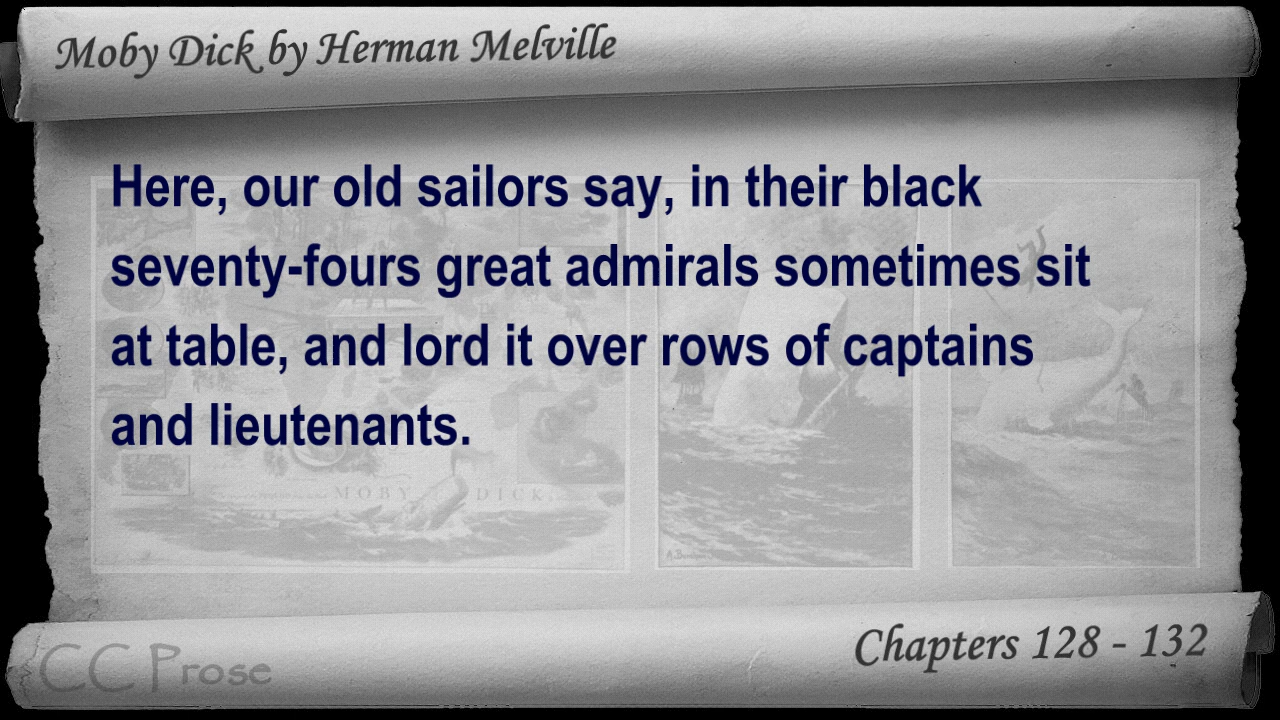 Moby Dick by Herman Melville
Here, our old sailors say, in their black
seventy-fours great admirals sometimes sit
at table, and lord it over rows of captains
and lieutenants.
MOBY DICK
A. Burnham
CC Prose
Chapters 128 - 132